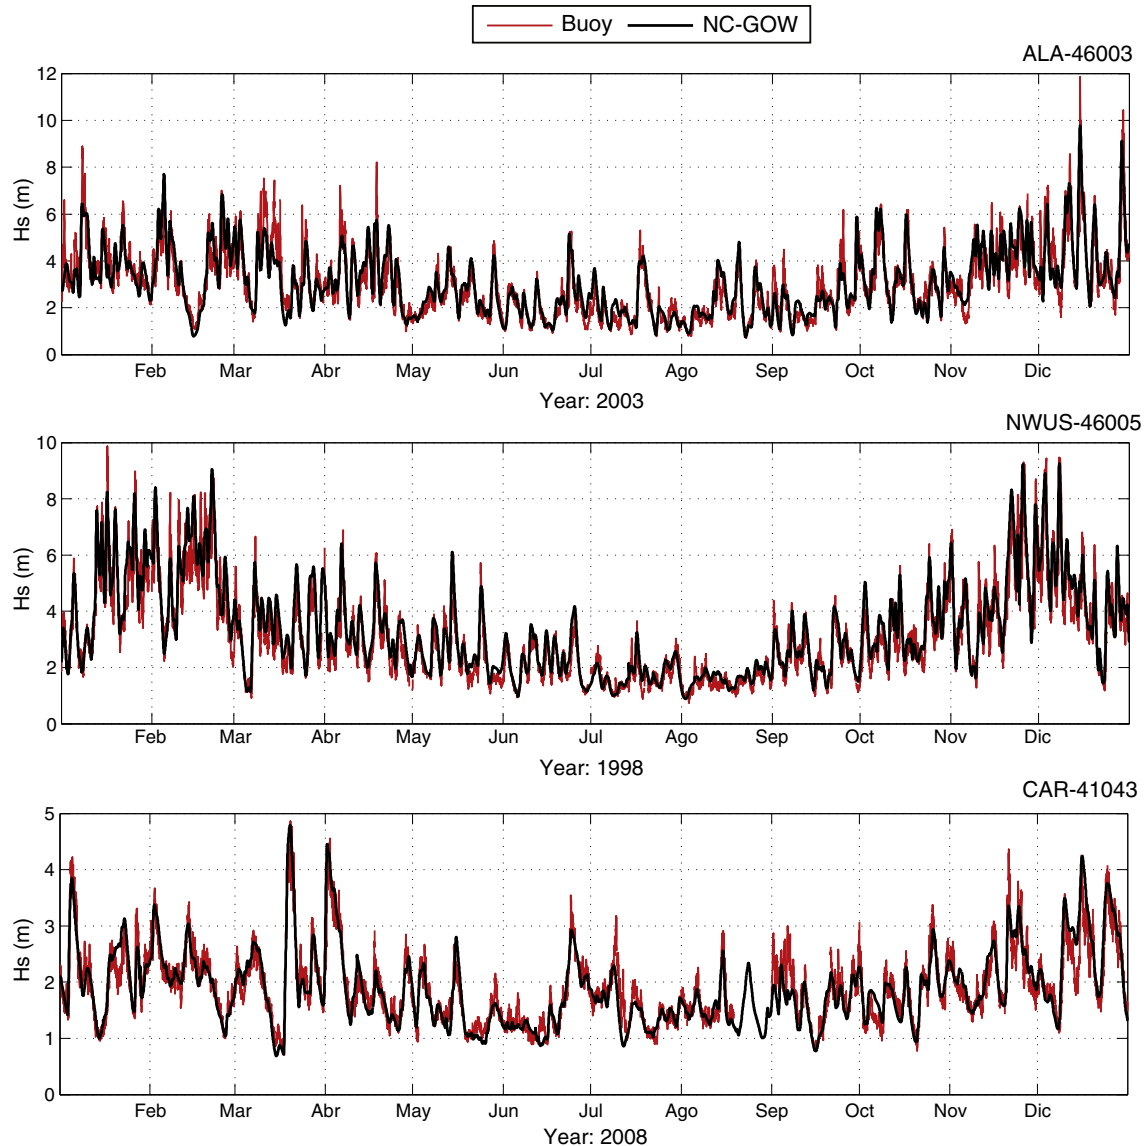 Buoy NC-GOW
ALA-46003
12
10
8
6
4
2
0
Hs (m)
Feb Mar Abr May Jun Jul Ago Sep Oct Nov Dic
Year: 2003
NWUS-46005
10
8
6
4
2
0
Hs (m)
Feb Mar Abr May Jun Jul Ago Sep Oct Nov Dic
Year: 1998
CAR-41043
5
4
3
2
1
0
Hs (m)
Feb Mar Abr May Jun Jul Ago Sep Oct Nov Dic
Year: 2008